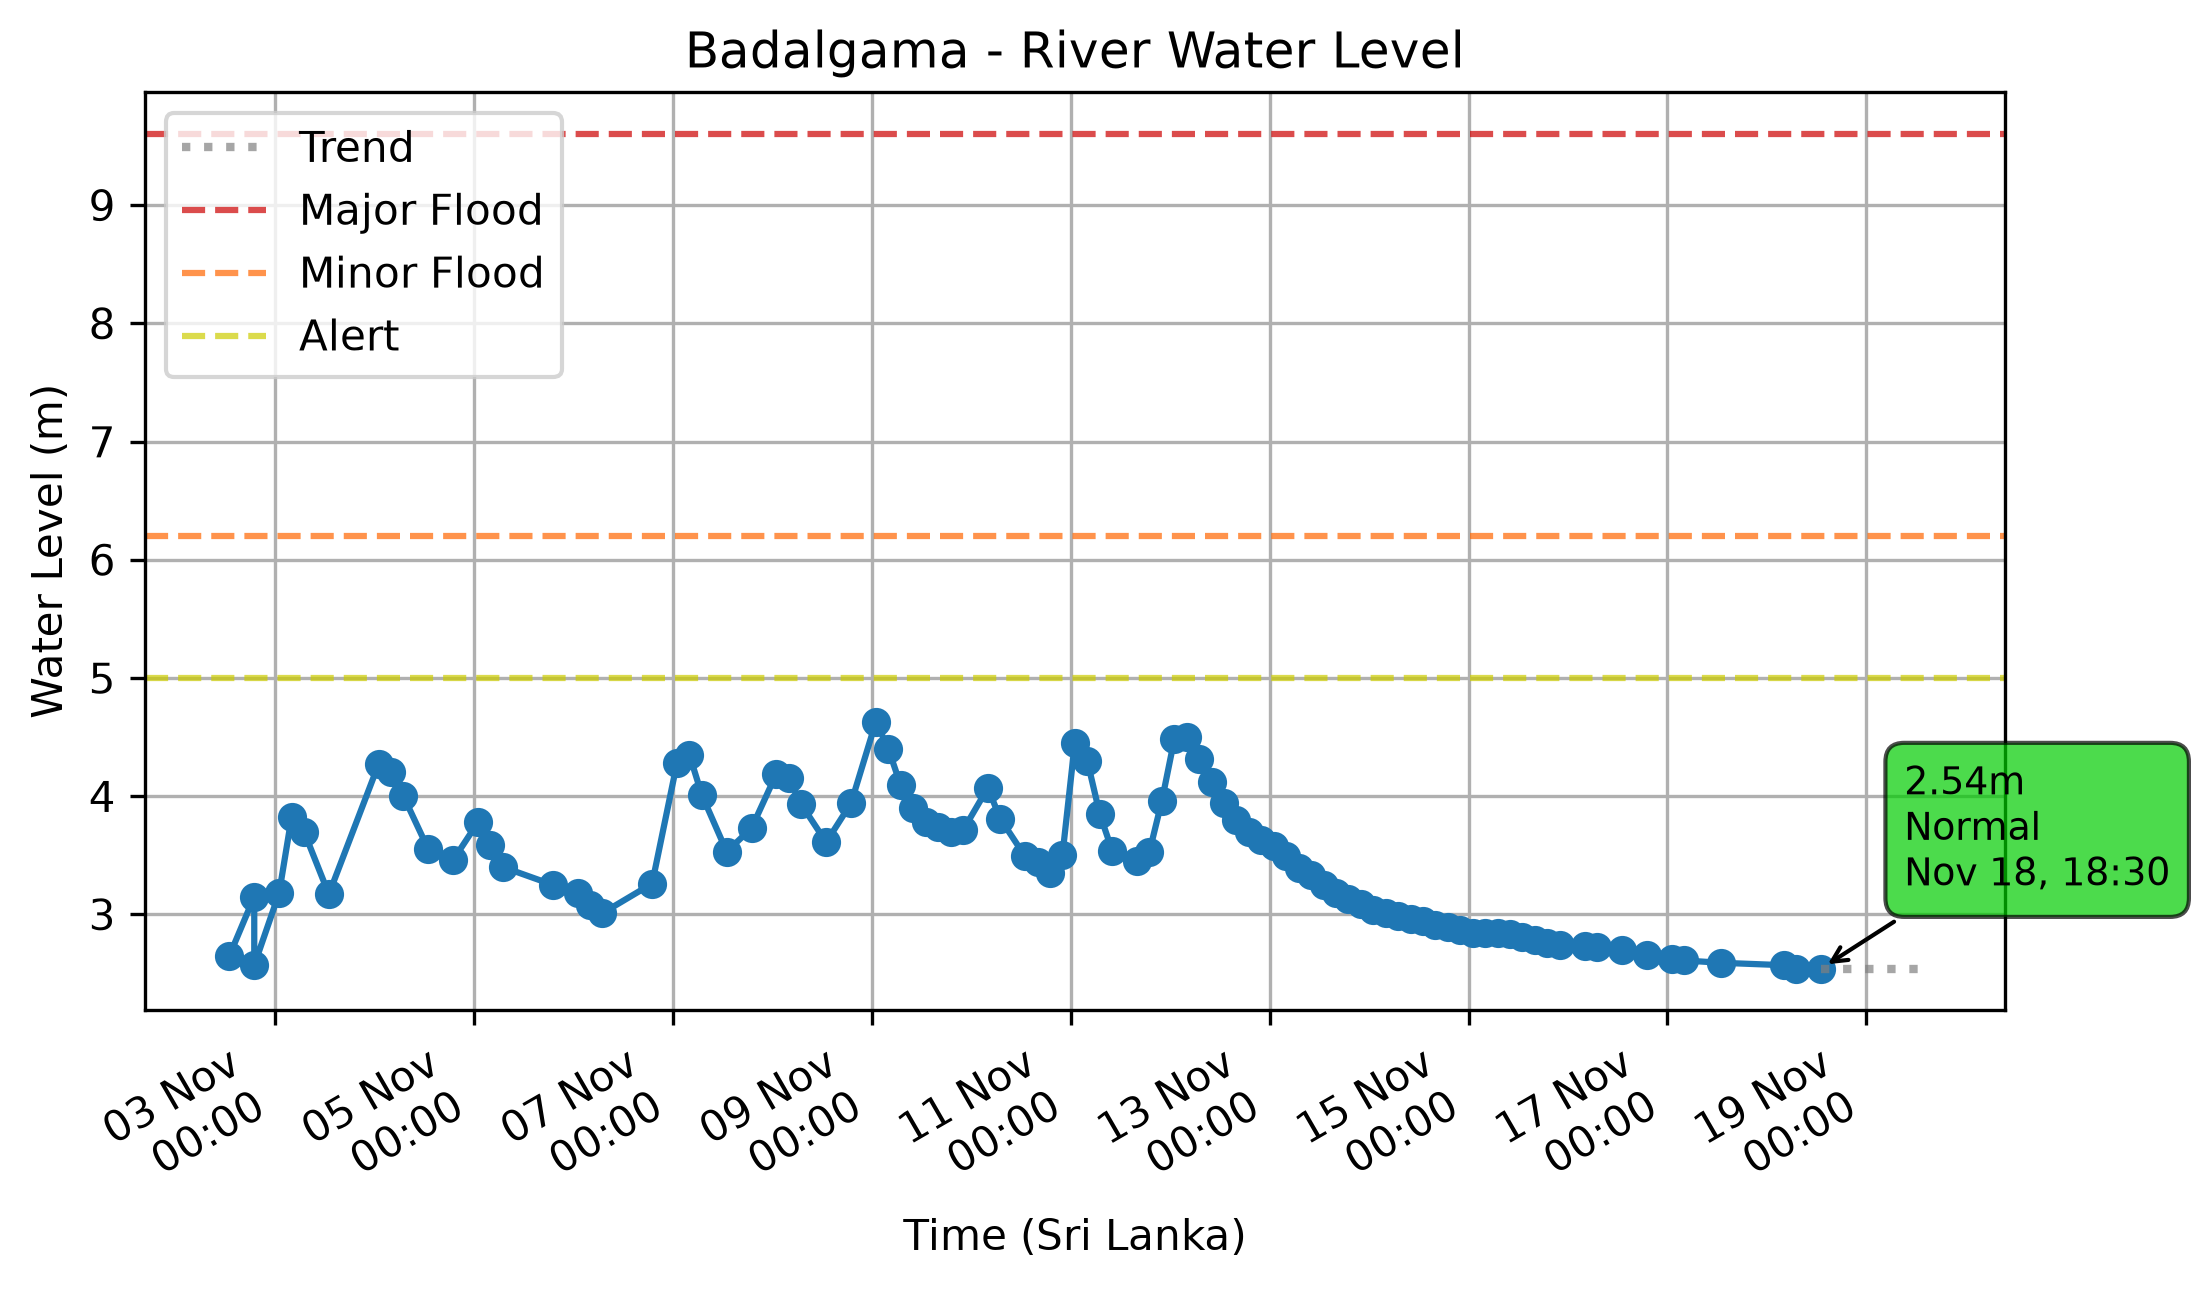 Badalgama - River Water Level
Trend
Major Flood
Minor Flood
Alert
Water Level (m)
9
8
7
6
5
4
3
2.54m
Normal
Nov 18, 18:30
03 Nov
00:00
05 Nov
00:00
07 Nov
00:00
09 Nov
00:00
11 Nov
00:00
13 Nov
00:00
15 Nov
00:00
17 Nov
00:00
19 Nov
00:00
Time (Sri Lanka)